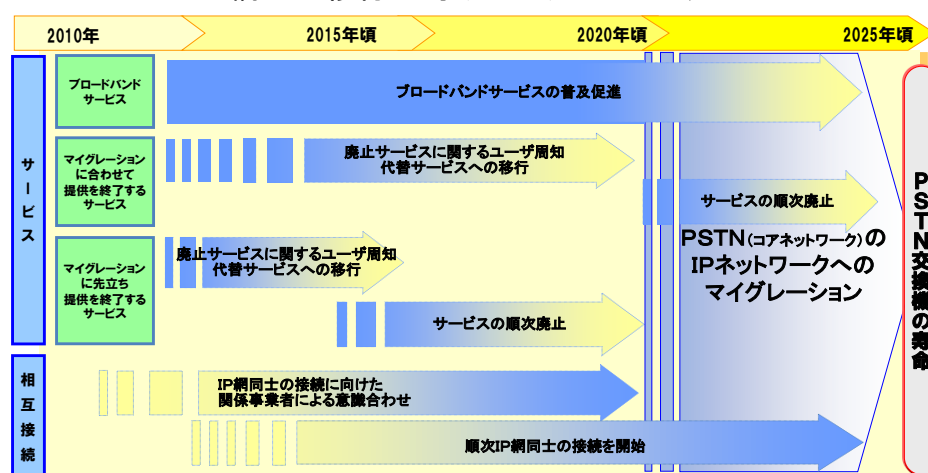 2010年
2015年頃
2020年頃
2025年頃
サービス
ブロードバンド
サービス
ブロードバンドサービスの普及促進
マイグレーション
に合わせて
提供を終了する
サービス
廃止サービスに関するユーザ周知
代替サービスへの移行
サービスの順次廃止
マイグレーション
に先立ち
提供を終了する
サービス
廃止サービスに関するユーザ周知
代替サービスへの移行
サービスの順次廃止
PSTN(コアネットワーク)の
IPネットワークへの
マイグレーション
PSTN交換機の寿命
相互接続
IP網同士の接続に向けた
関係事業者による意識合わせ
順次IP網同士の接続を開始